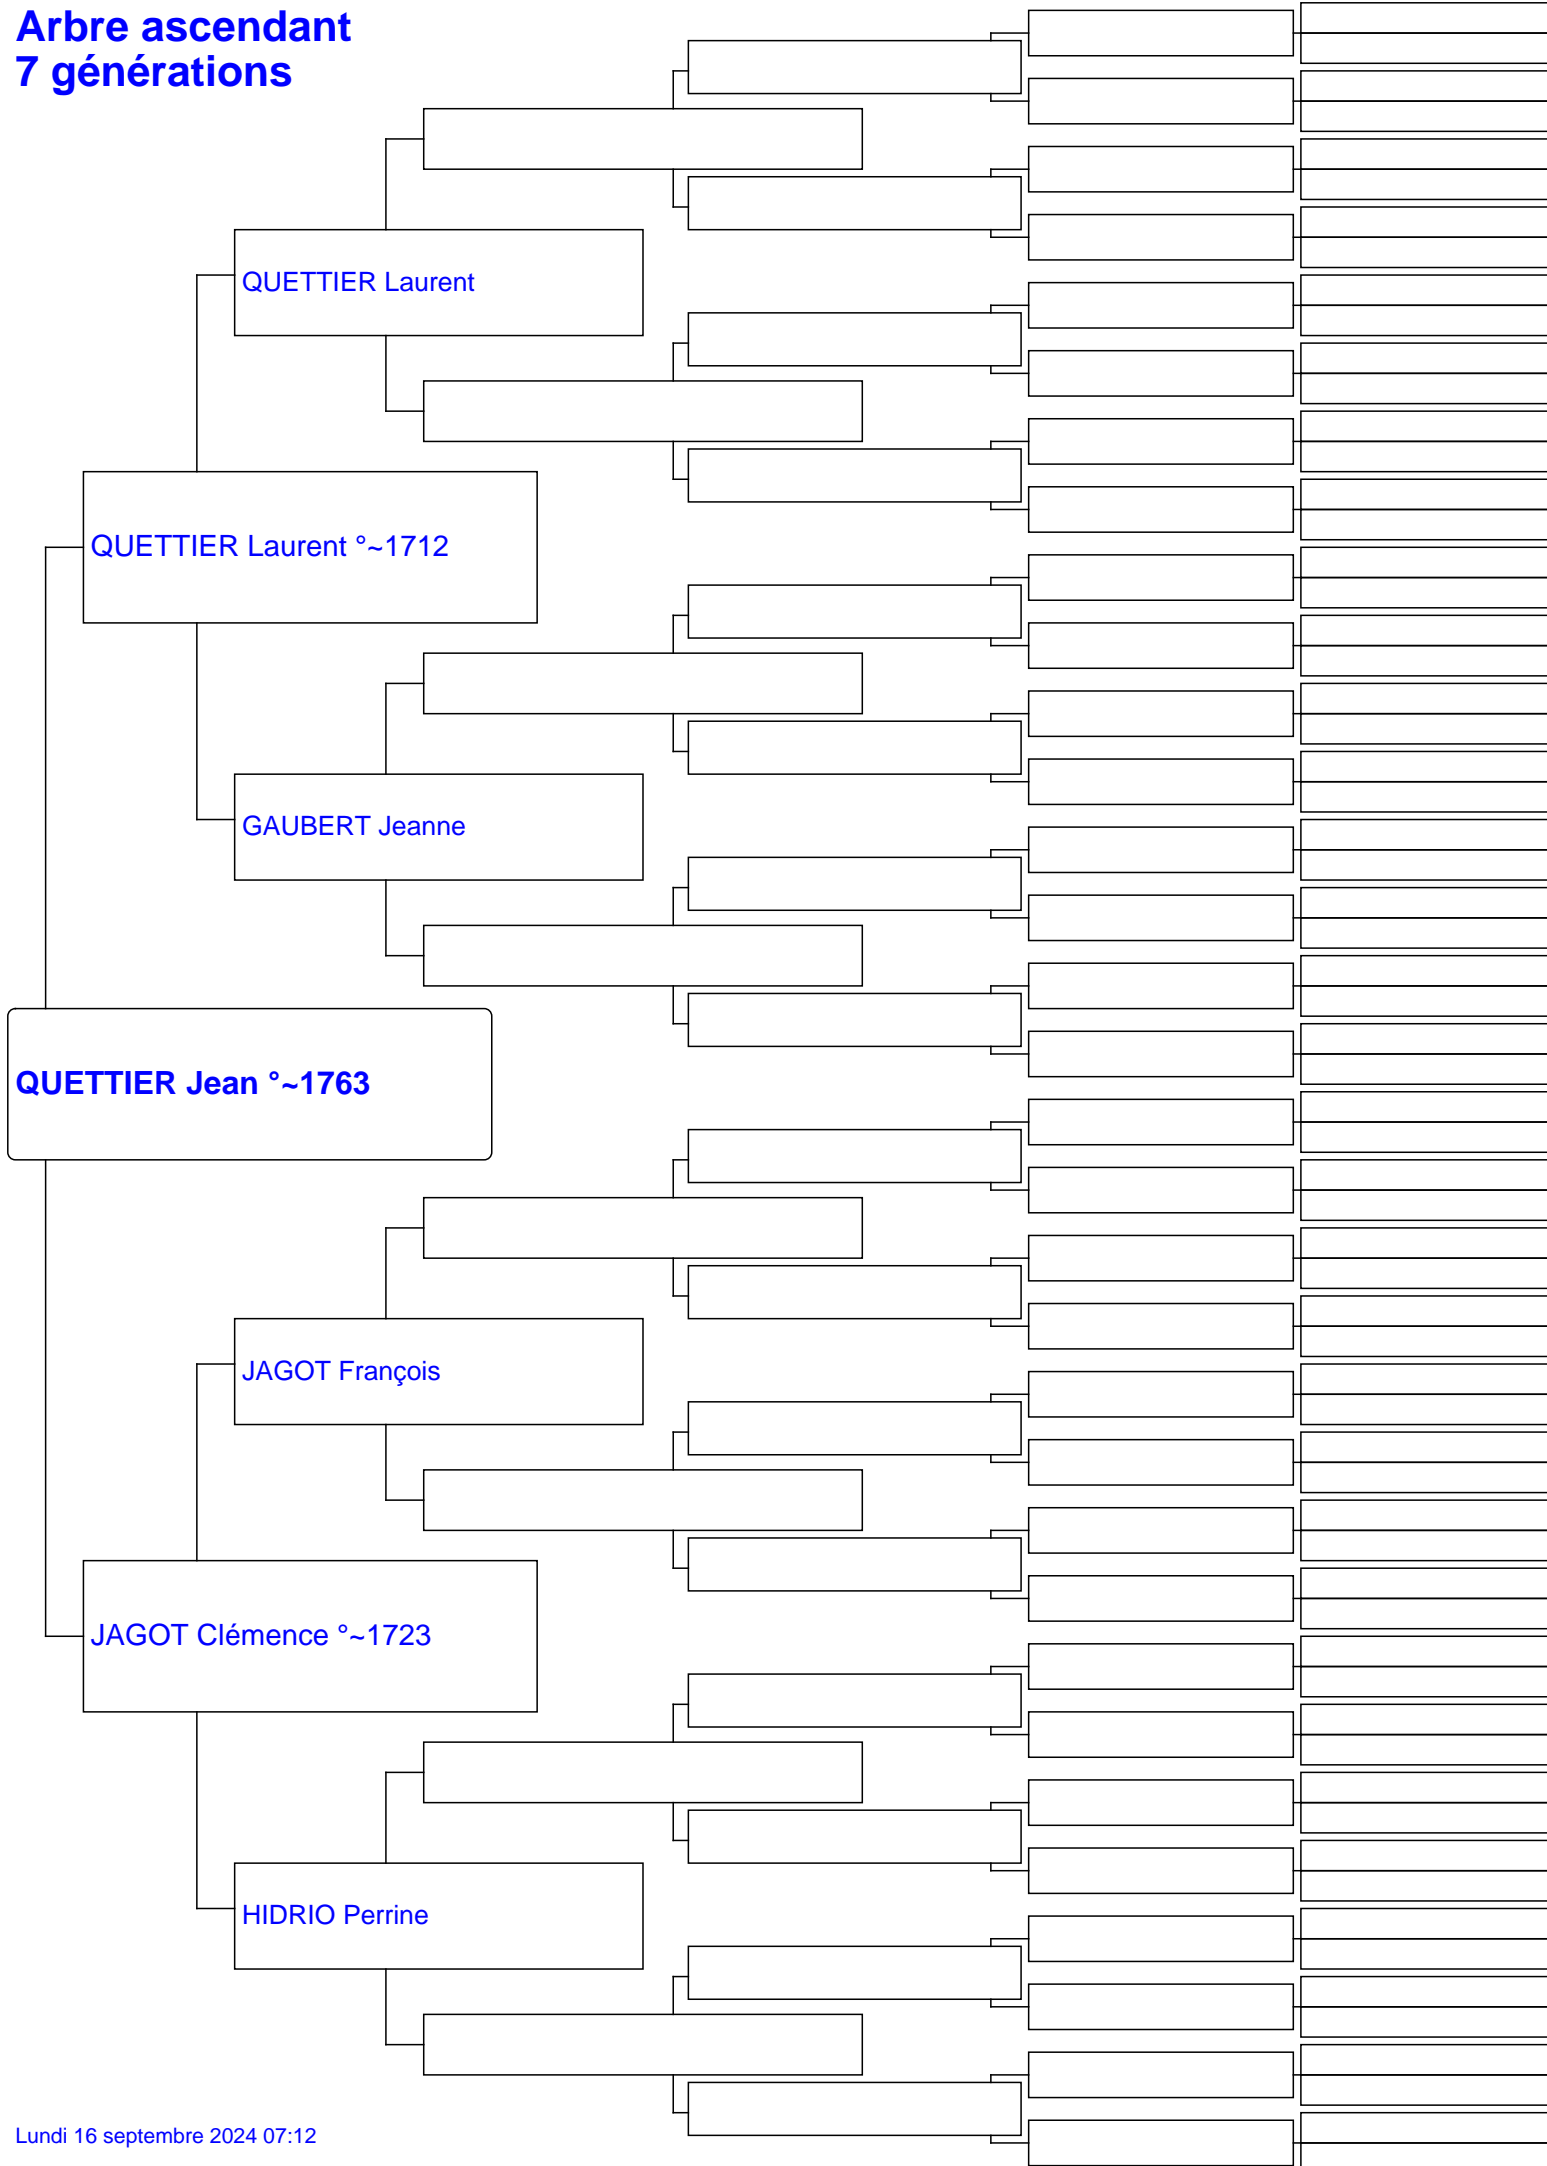 Arbre ascendant
7 générations
QUETTIER Laurent
QUETTIER Laurent °~1712
GAUBERT Jeanne
QUETTIER Jean °~1763
JAGOT François
JAGOT Clémence °~1723
HIDRIO Perrine
Lundi 16 septembre 2024 07:12